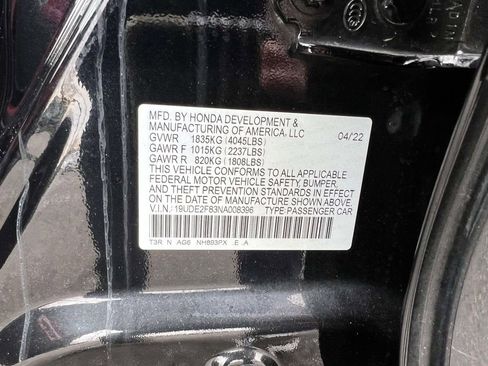 MFD. BY HONDA DEVELOPMENT &
MANUFACTURING OF AMERICA, LLC 04/22
GVWR 1835KG (4045LBS)
GAWR F 1015KG (2237LBS)
GAWR R 820KG (1808LBS)
THIS VEHICLE CONFORMS TO ALL APPLICABLE
FEDERAL MOTOR VEHICLE SAFETY, BUMPER,
AND THEFT PREVENTION STANDARDS IN EFFECT
ON THE DATE OF MANUFACTURE SHOWN ABOVE.
V.I.N.: 19UDE2F83NA008396 TYPE:PASSENGER CAR
T3R N AG6 NH893PX .E .A